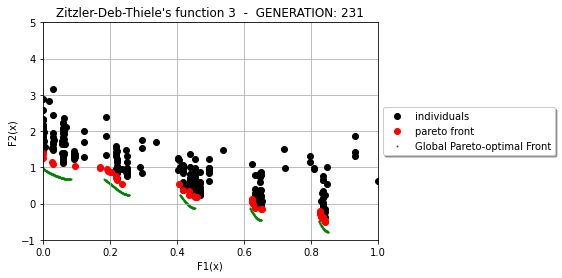 Zitzler-Deb-Thiele's function 3  -  GENERATION: 231
5
4
3
2
1
0
−1
F2(x)
0.0 0.2 0.4 0.6 0.8 1.0
F1(x)
individuals
pareto front
Global Pareto-optimal Front